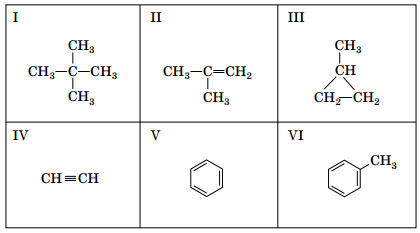 I
CH₃
CH₃–C–CH₃
CH₃
II
CH₃–C=CH₂
CH₃
III
CH₃
CH
CH₂–CH₂
IV
CH≡CH
V
VI
CH₃